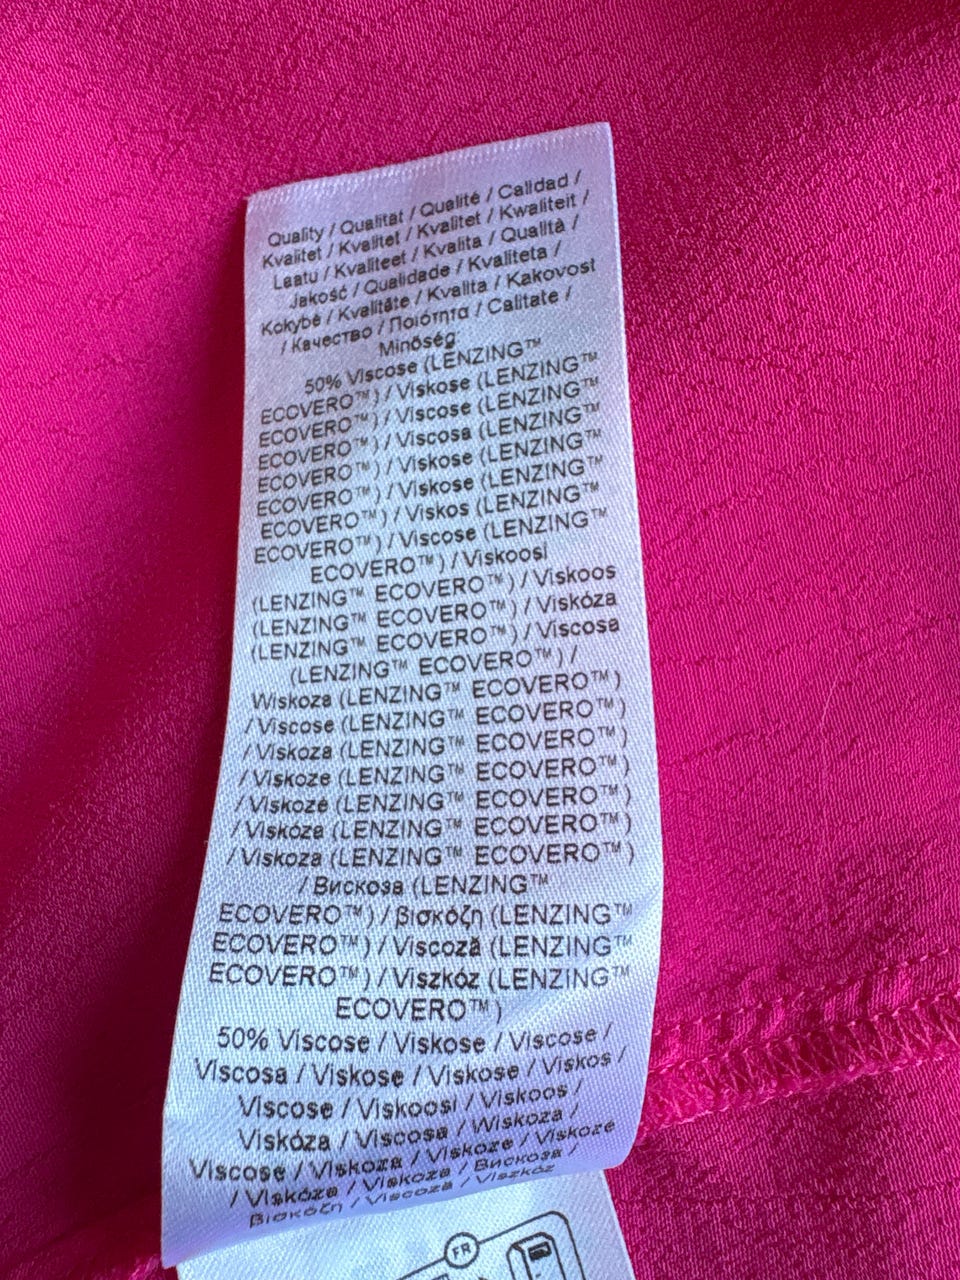 Quality / Qualität / Qualité / Calidad /
Kvalitet / Kvalitet / Kvalitet / Kwaliteit /
Laatu / Kvaliteet / Kvalita / Qualità /
Jakość / Qualidade / Kvaliteta /
Kokybė / Kvalitāte / Kvalita / Kakovost
/ Качество / Ποιότητα / Calitate /
Minőség:
50% Viscose (LENZING™
ECOVERO™) / Viskose (LENZING™
ECOVERO™) / Viscose (LENZING™
ECOVERO™) / Viscosa (LENZING™
ECOVERO™) / Viskose (LENZING™
ECOVERO™) / Viskose (LENZING™
ECOVERO™) / Viskos (LENZING™
ECOVERO™) / Viscose (LENZING™
ECOVERO™) / Viskoosi
(LENZING™ ECOVERO™) / Viskoos
(LENZING™ ECOVERO™) / Viskóza
(LENZING™ ECOVERO™) / Viscosa
(LENZING™ ECOVERO™) /
Wiskoza (LENZING™ ECOVERO™)
/ Viscose (LENZING™ ECOVERO™)
/ Viskoza (LENZING™ ECOVERO™)
/ Viskoze (LENZING™ ECOVERO™)
/ Viskozė (LENZING™ ECOVERO™)
/ Viskóza (LENZING™ ECOVERO™)
/ Viskoza (LENZING™ ECOVERO™)
/ Вискоза (LENZING™
ECOVERO™) / βισκόζη (LENZING™
ECOVERO™) / Viscoză (LENZING™
ECOVERO™) / Viszkóz (LENZING™
ECOVERO™)
50% Viscose / Viskose / Viscose /
Viscosa / Viskose / Viskose / Viskos /
Viscose / Viskoosi / Viskoos /
Viskóza / Viscosa / Wiskoza /
Viscose / Viskoza / Viskoze / Viskozė
/ Viskóza / Viskoza / Вискоза /
βισκόζη / Viscoză / Viszkóz
FR